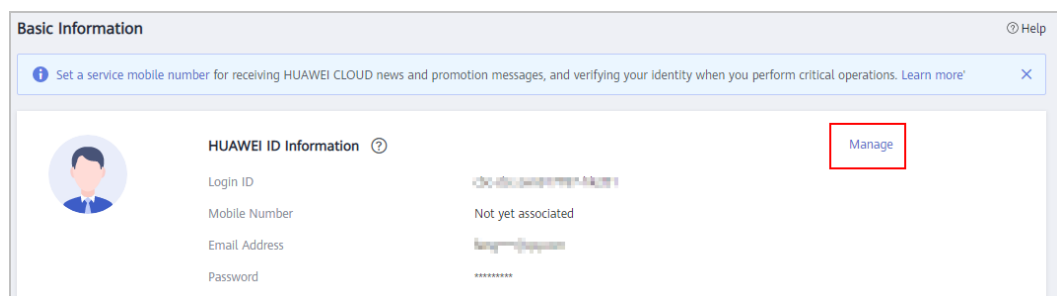 Basic Information
Help
Set a service mobile number for receiving HUAWEI CLOUD news and promotion messages, and verifying your identity when you perform critical operations. Learn more'
HUAWEI ID Information
Manage
Login ID
Mobile Number Not yet associated
Email Address
Password *********